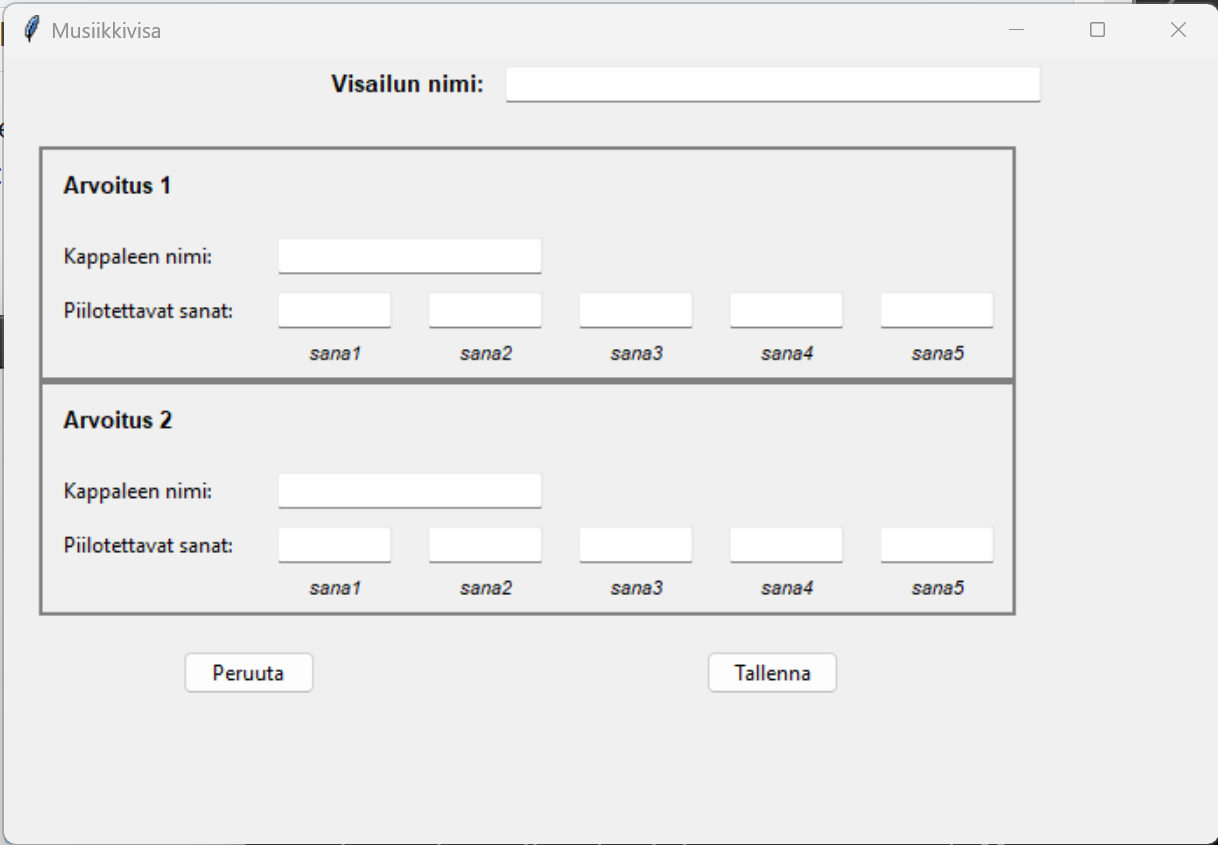 Musiikkivisa
Visailun nimi:
Arvoitus 1
Kappaleen nimi:
Piilotettavat sanat:
sana1 sana2 sana3 sana4 sana5
Arvoitus 2
Kappaleen nimi:
Piilotettavat sanat:
sana1 sana2 sana3 sana4 sana5
Peruuta Tallenna